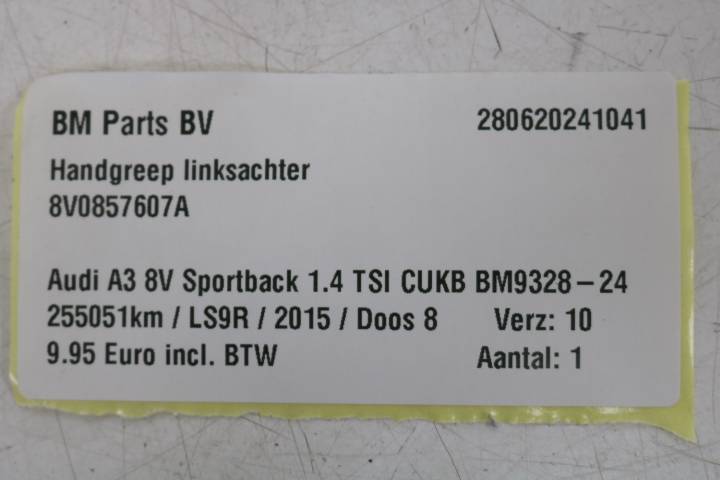 BM Parts BV 280620241041
Handgreep linksachter
8V0857607A
Audi A3 8V Sportback 1.4 TSI CUKB BM9328-24
255051km / LS9R / 2015 / Doos 8 Verz: 10
9.95 Euro incl. BTW Aantal: 1